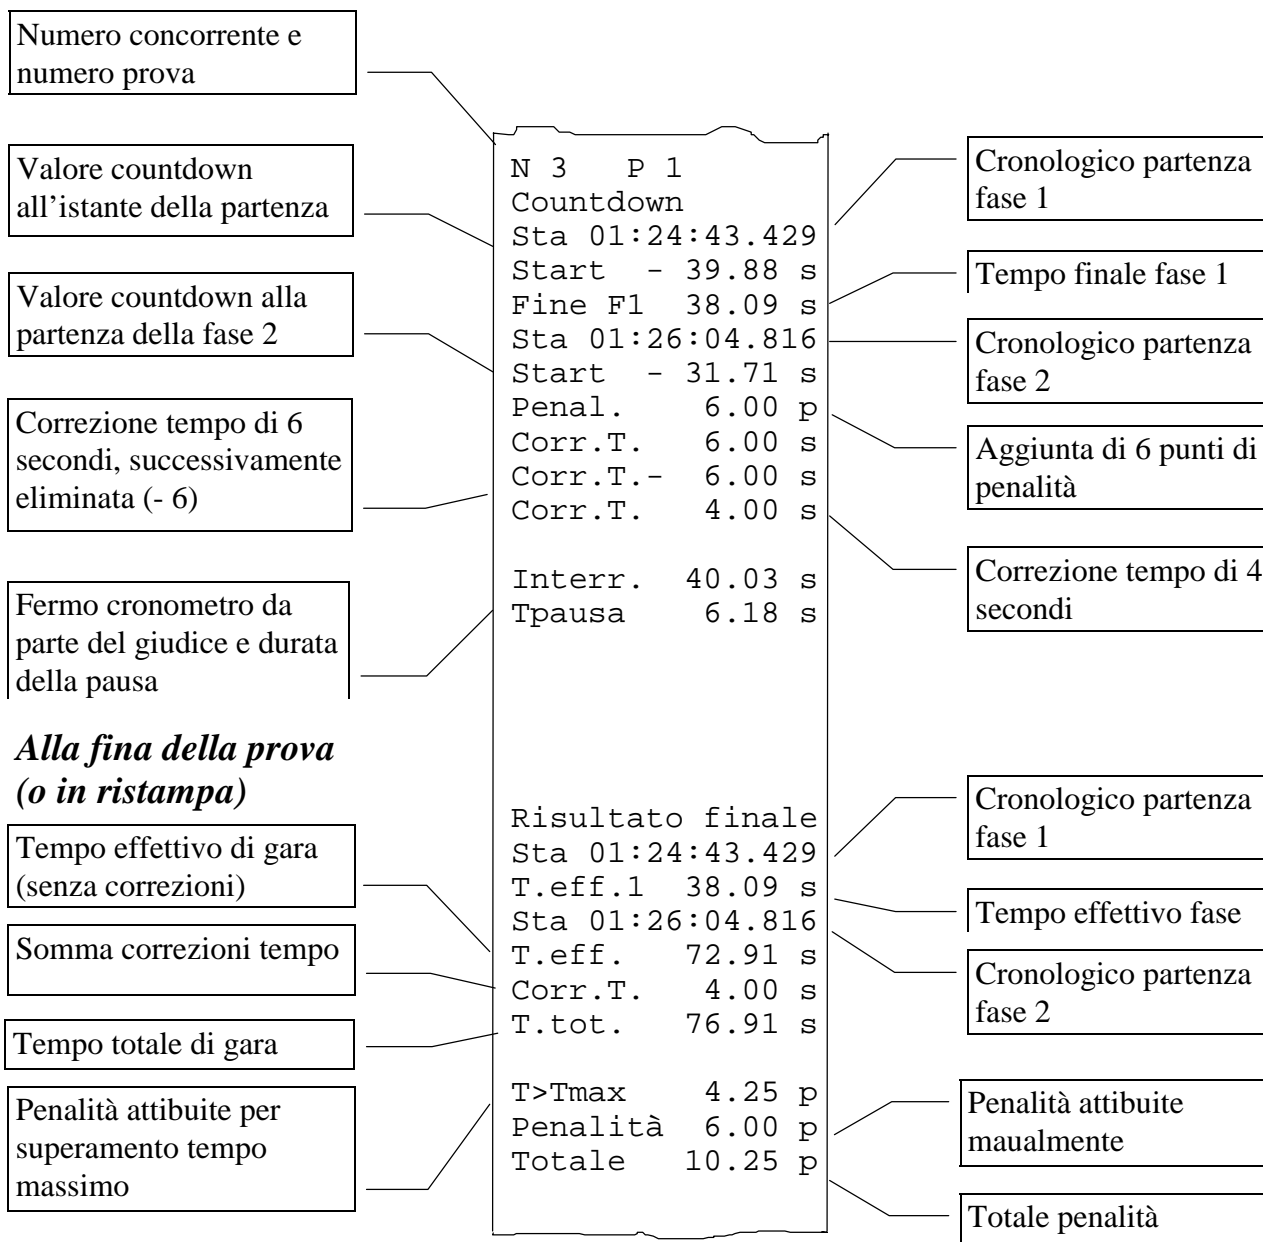 Numero concorrente e
numero prova
Valore countdown
all'istante della partenza
Valore countdown alla
partenza della fase 2
Correzione tempo di 6
secondi, successivamente
eliminata (- 6)
Fermo cronometro da
parte del giudice e durata
della pausa
Alla fina della prova
(o in ristampa)
Tempo effettivo di gara
(senza correzioni)
Somma correzioni tempo
Tempo totale di gara
Penalità attibuite per
superamento tempo
massimo
N 3 P 1
Countdown
Sta 01:24:43.429
Start - 39.88 s
Fine F1 38.09 s
Sta 01:26:04.816
Start - 31.71 s
Penal. 6.00 p
Corr.T. 6.00 s
Corr.T.- 6.00 s
Corr.T. 4.00 s
Interr. 40.03 s
Tpausa 6.18 s
Risultato finale
Sta 01:24:43.429
T.eff.1 38.09 s
Sta 01:26:04.816
T.eff. 72.91 s
Corr.T. 4.00 s
T.tot. 76.91 s
T>Tmax 4.25 p
Penalità 6.00 p
Totale 10.25 p
Cronologico partenza
fase 1
Tempo finale fase 1
Cronologico partenza
fase 2
Aggiunta di 6 punti di
penalità
Correzione tempo di 4
secondi
Cronologico partenza
fase 1
Tempo effettivo fase
Cronologico partenza
fase 2
Penalità attibuite
maualmente
Totale penalità